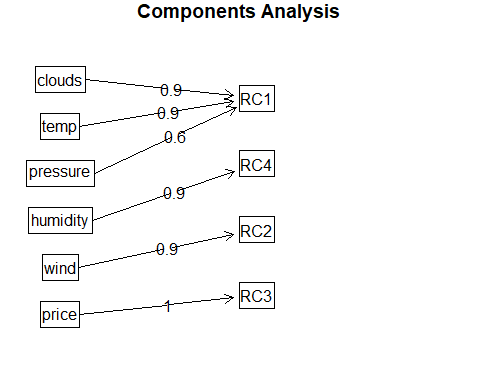 Components Analysis
clouds
0.9
RC1
temp
0.9
pressure
0.6
RC4
humidity
0.9
RC2
wind
0.9
RC3
price
1